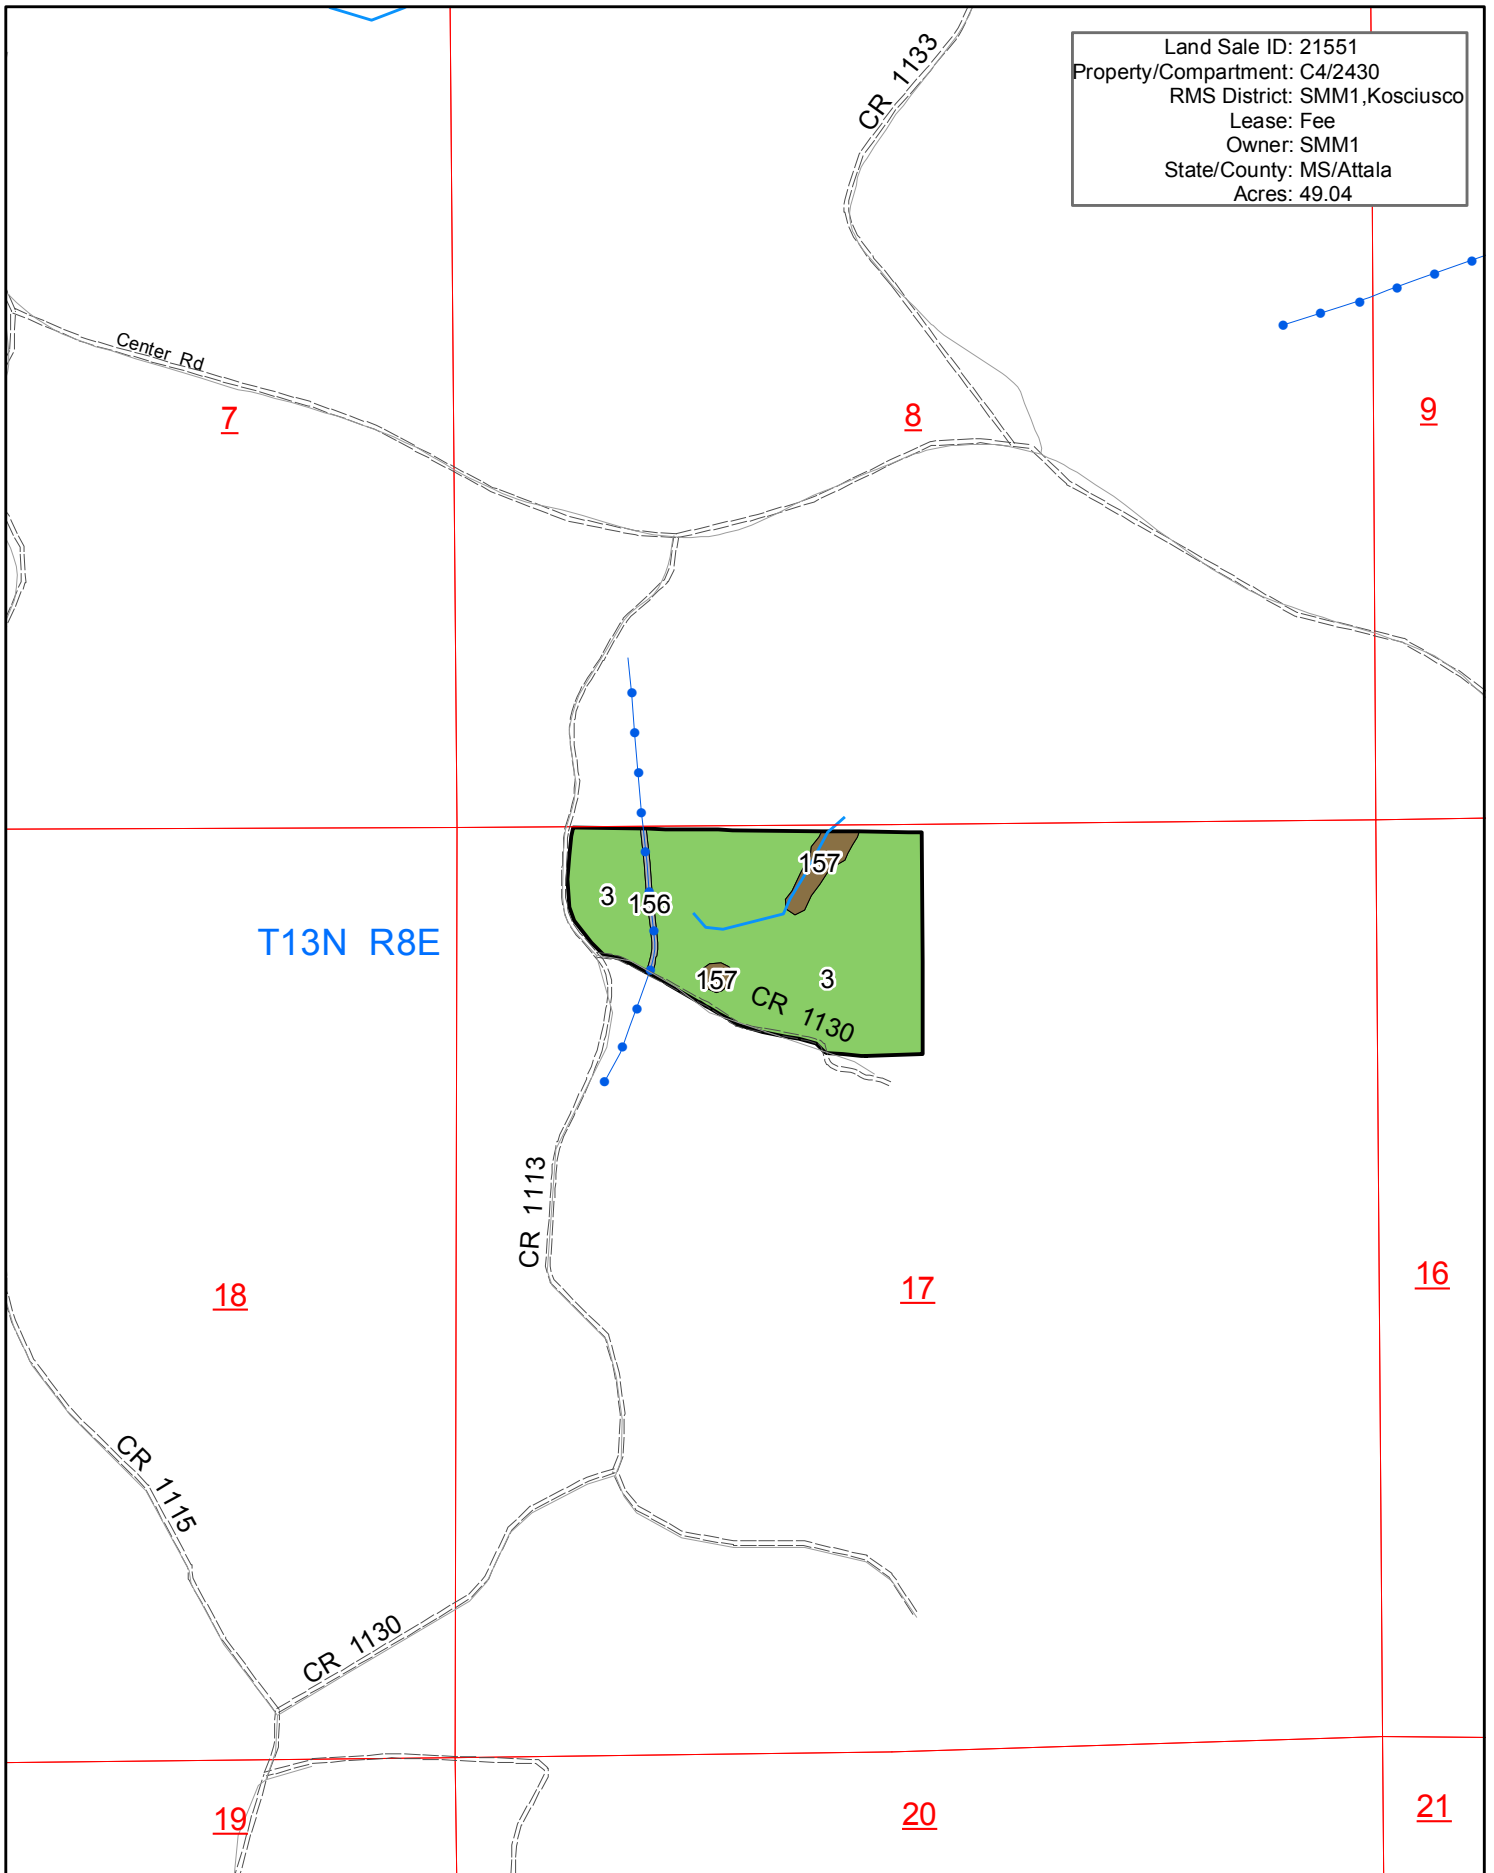 CR 1133
Land Sale ID: 21551
Property/Compartment: C4/2430
RMS District: SMM1,Kosciusco
Lease: Fee
Owner: SMM1
State/County: MS/Attala
Acres: 49.04
Center Rd
7
8
9
157
3
156
T13N R8E
157
3
CR 1130
CR 1113
18
17
16
CR 1115
CR 1130
19
20
21